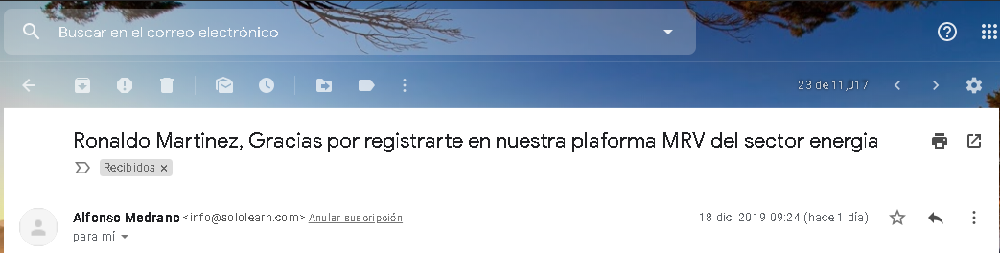 Buscar en el correo electrónico
23 de 11,017
Ronaldo Martinez, Gracias por registrarte en nuestra plaforma MRV del sector energia
Recibidos x
Alfonso Medrano <info@sololearn.com> Anular suscripción 18 dic. 2019 09:24 (hace 1 día)
para mí